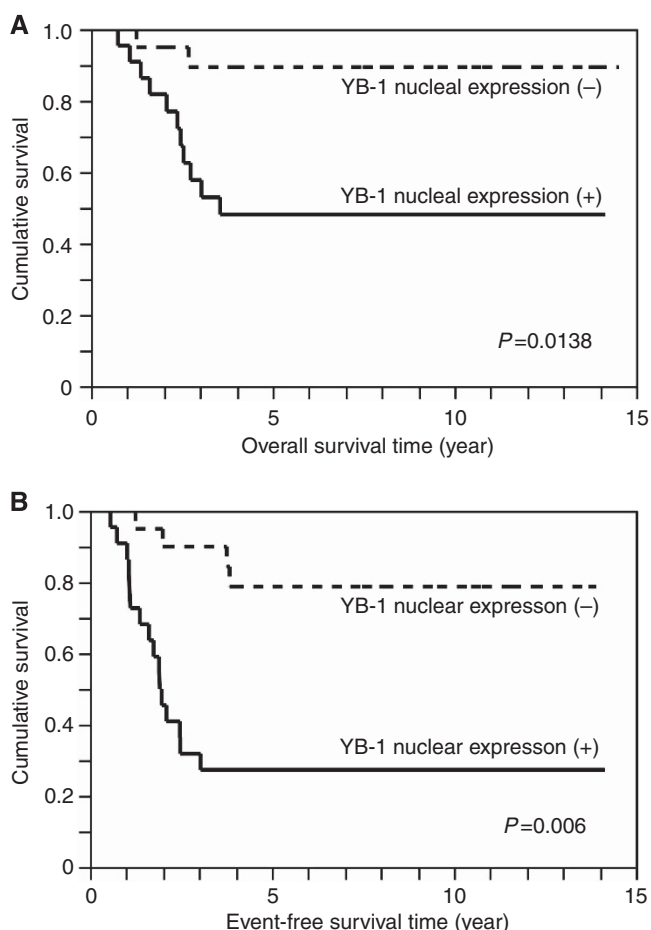 A
1.0
0.8
0.6
0.4
0.2
0
Cumulative survival
YB-1 nucleal expression (–)
YB-1 nucleal expression (+)
P=0.0138
0 5 10 15
Overall survival time (year)
B
1.0
0.8
0.6
0.4
0.2
0
Cumulative survival
YB-1 nuclear expresson (–)
YB-1 nuclear expresson (+)
P=0.006
0 5 10 15
Event-free survival time (year)